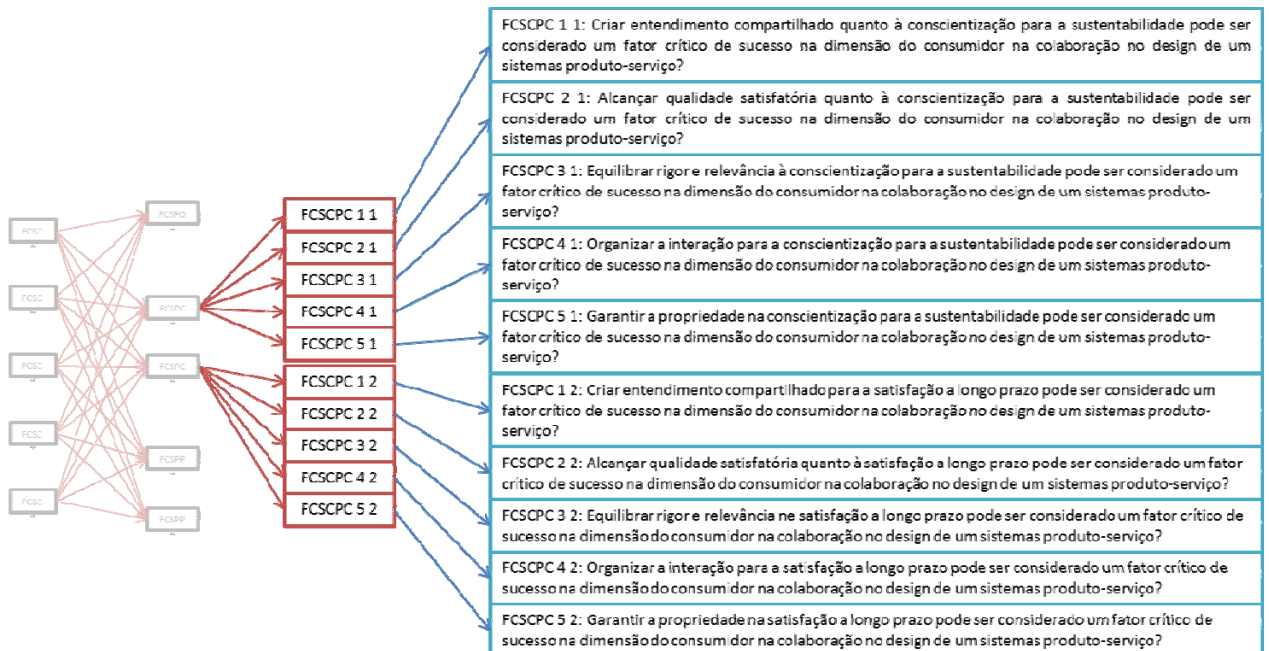 FCSCPC 1 1: Criar entendimento compartilhado quanto à conscientização para a sustentabilidade pode ser
considerado um fator crítico de sucesso na dimensão do consumidor na colaboração no design de um
sistemas produto-serviço?
FCSCPC 2 1: Alcançar qualidade satisfatória quanto à conscientização para a sustentabilidade pode ser
considerado um fator crítico de sucesso na dimensão do consumidor na colaboração no design de um
sistemas produto-serviço?
FCSCPC 3 1: Equilibrar rigor e relevância à conscientização para a sustentabilidade pode ser considerado um
fator crítico de sucesso na dimensão do consumidor na colaboração no design de um sistemas produto-
serviço?
FCSCPC 4 1: Organizar a interação para a conscientização para a sustentabilidade pode ser considerado um
fator crítico de sucesso na dimensão do consumidor na colaboração no design de um sistemas produto-
serviço?
FCSCPC 5 1: Garantir a propriedade na conscientização para a sustentabilidade pode ser considerado um
fator crítico de sucesso na dimensão do consumidor na colaboração no design de um sistemas produto-
serviço?
FCSCPC 1 2: Criar entendimento compartilhado para a satisfação a longo prazo pode ser considerado um
fator crítico de sucesso na dimensão do consumidor na colaboração no design de um sistemas produto-
serviço?
FCSCPC 2 2: Alcançar qualidade satisfatória quanto à satisfação a longo prazo pode ser considerado um fator
crítico de sucesso na dimensão do consumidor na colaboração no design de um sistemas produto-serviço?
FCSCPC 3 2: Equilibrar rigor e relevância ne satisfação a longo prazo pode ser considerado um fator crítico de
sucesso na dimensão do consumidor na colaboração no design de um sistemas produto-serviço?
FCSCPC 4 2: Organizar a interação para a satisfação a longo prazo pode ser considerado um fator crítico de
sucesso na dimensão do consumidor na colaboração no design de um sistemas produto-serviço?
FCSCPC 5 2: Garantir a propriedade na satisfação a longo prazo pode ser considerado um fator crítico de
sucesso na dimensão do consumidor na colaboração no design de um sistemas produto-serviço?
FCSCPC 1 1
FCSCPC 2 1
FCSCPC 3 1
FCSCPC 4 1
FCSCPC 5 1
FCSCPC 1 2
FCSCPC 2 2
FCSCPC 3 2
FCSCPC 4 2
FCSCPC 5 2
FCSC
FCSC
FCSC
FCSC
FCSC
FCSPO
FCSPC
FCSPC
FCSPP
FCSPP